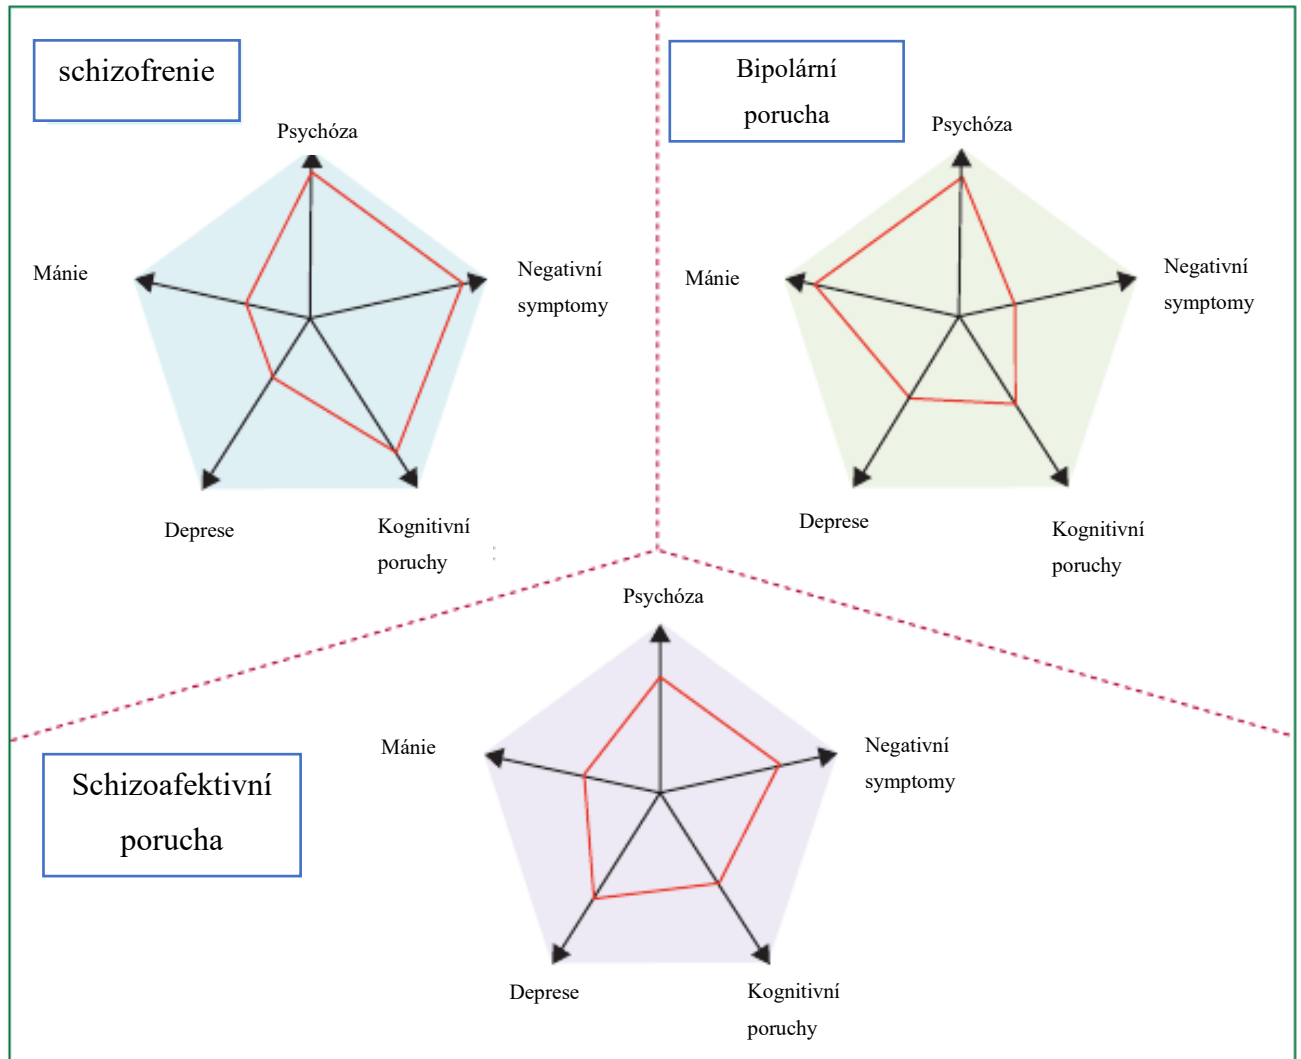 schizofrenie
Psychóza
Mánie
Negativní
symptomy
Deprese
Kognitivní
poruchy
Bipolární
porucha
Psychóza
Mánie
Negativní
symptomy
Deprese
Kognitivní
poruchy
Schizoafektivní
porucha
Psychóza
Mánie
Negativní
symptomy
Deprese
Kognitivní
poruchy